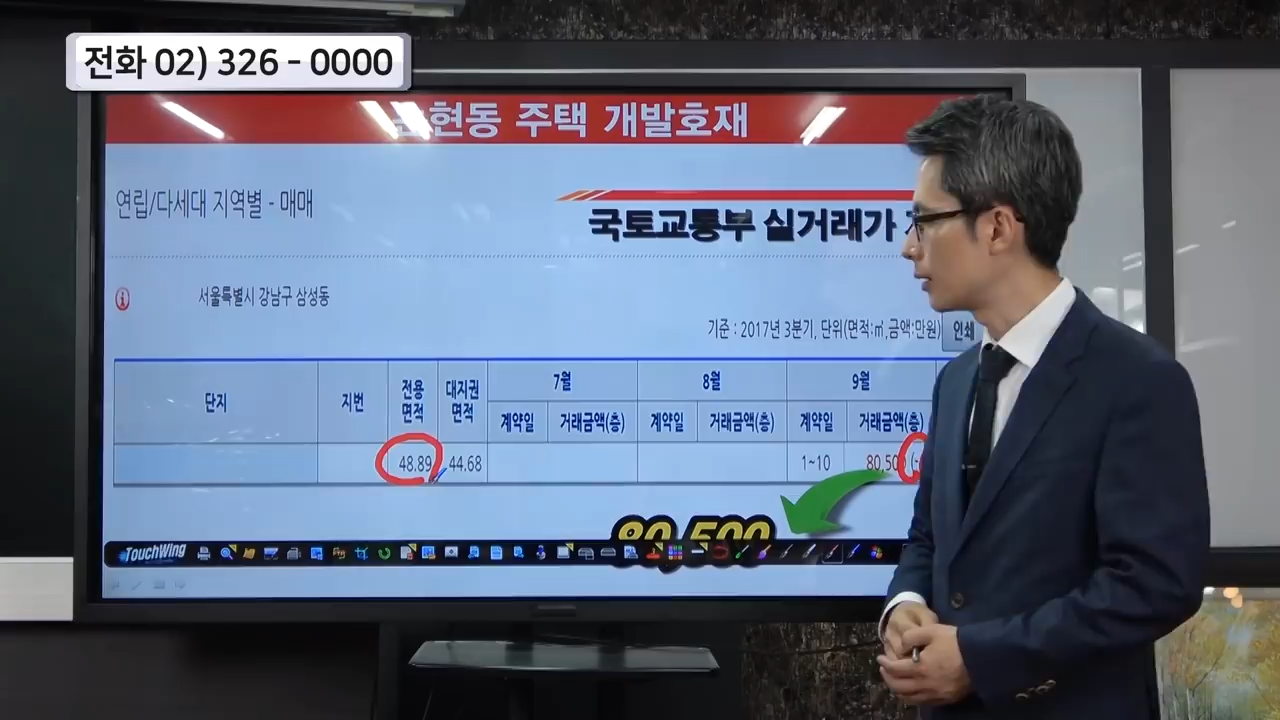 전화 02) 326 - 0000
현동 주택 개발호재
연립/다세대 지역별 - 매매
국토교통부 실거래가
서울특별시 강남구 삼성동
기준 : 2017년 3분기, 단위(면적:㎡,금액:만원) 인쇄
단지 지번 전용면적 대지권면적 7월 8월 9월
계약일 거래금액(층) 계약일 거래금액(층) 계약일 거래금액(층)
48.89 44.68 1~10 80,50
80,500
TouchWing